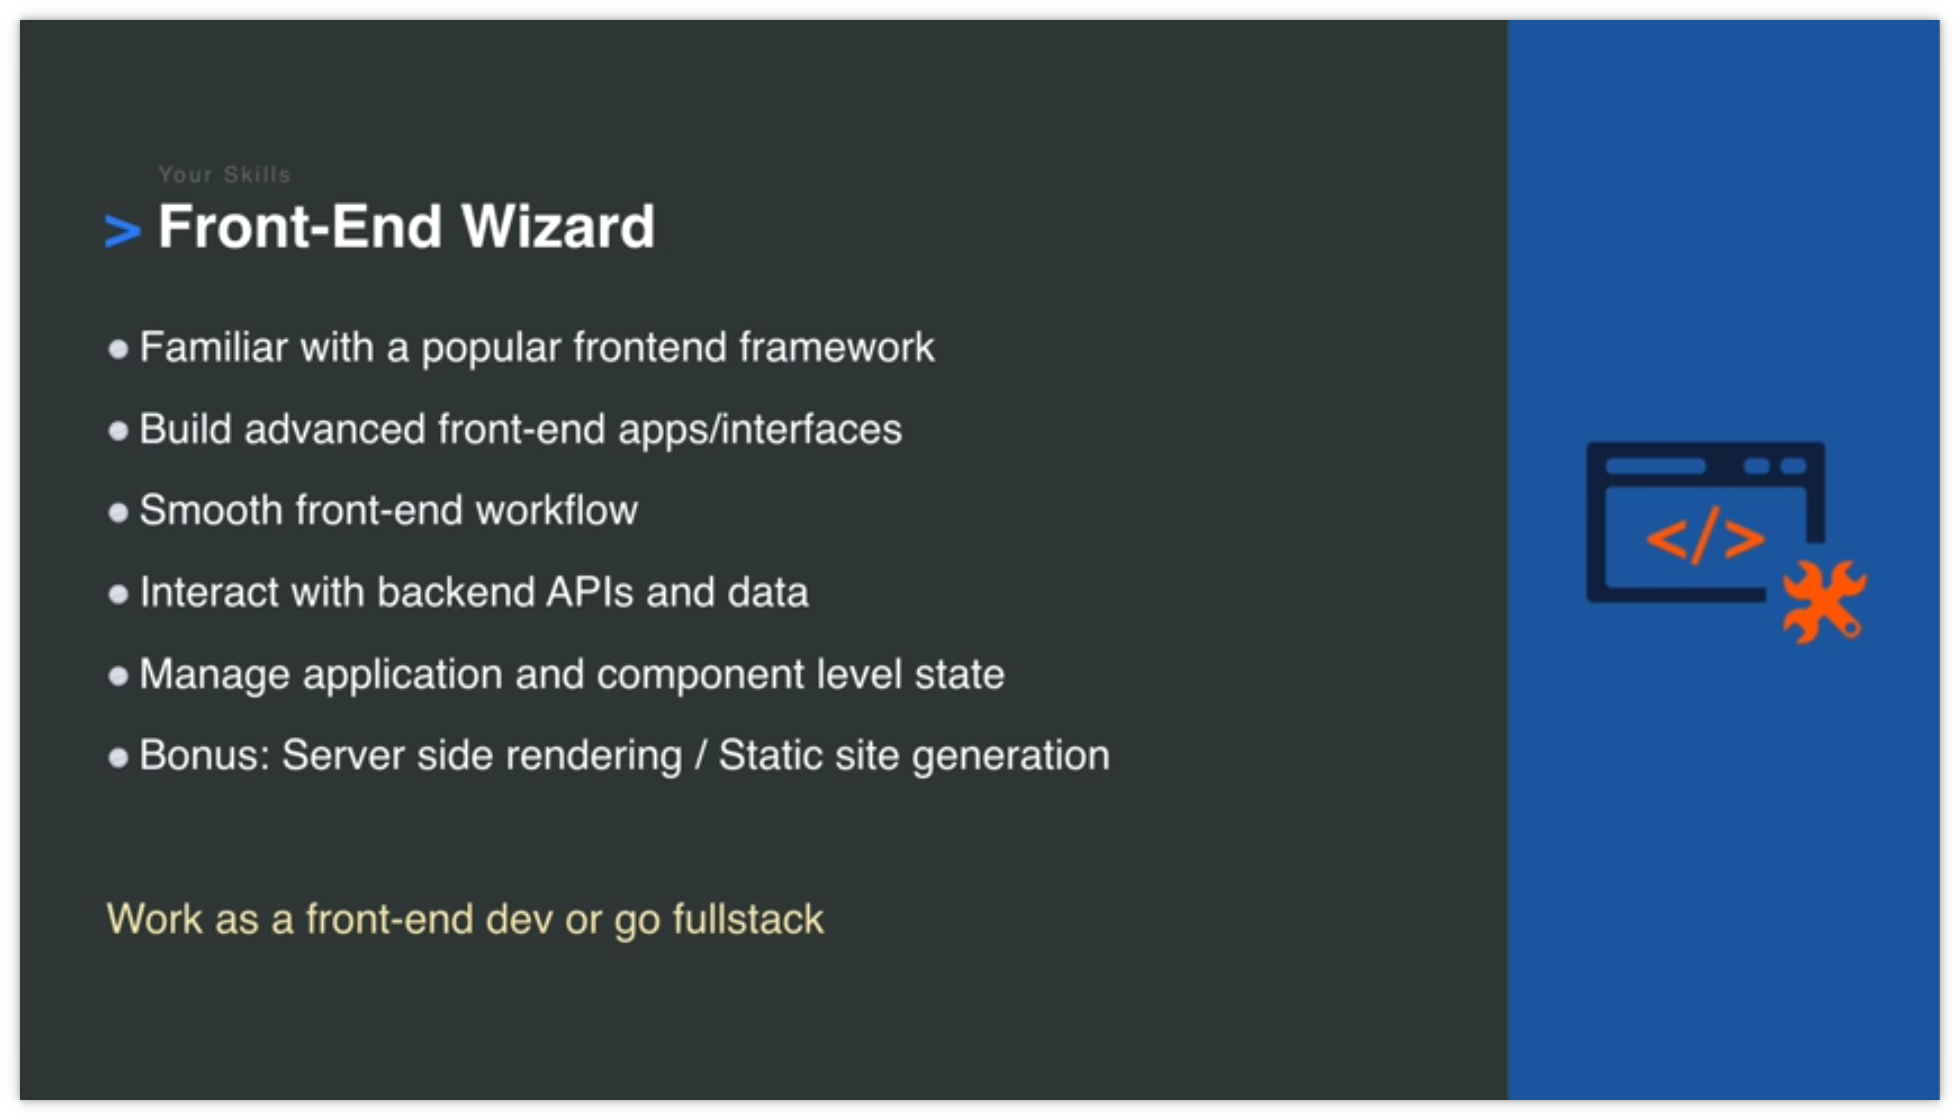 Your Skills
> Front-End Wizard
● Familiar with a popular frontend framework
● Build advanced front-end apps/interfaces
● Smooth front-end workflow
● Interact with backend APIs and data
● Manage application and component level state
● Bonus: Server side rendering / Static site generation
Work as a front-end dev or go fullstack
</>